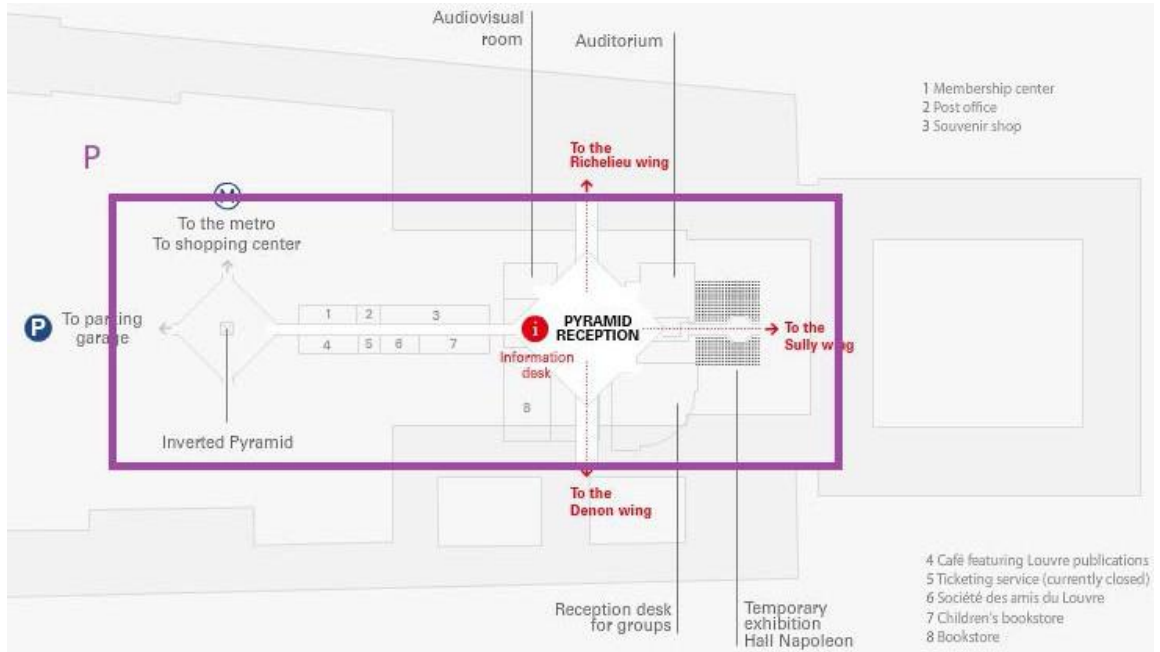 Audiovisual
room
Auditorium
1 Membership center
2 Post office
3 Souvenir shop
P
To the
Richelieu wing
M
To the metro
To shopping center
P
To parking
garage
1
2
3
4
5
6
7
8
i
PYRAMID
RECEPTION
Information
desk
To the
Sully wing
Inverted Pyramid
To the
Denon wing
Reception desk
for groups
Temporary
exhibition
Hall Napoleon
4 Café featuring Louvre publications
5 Ticketing service (currently closed)
6 Société des amis du Louvre
7 Children's bookstore
8 Bookstore